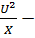 U²
X
—